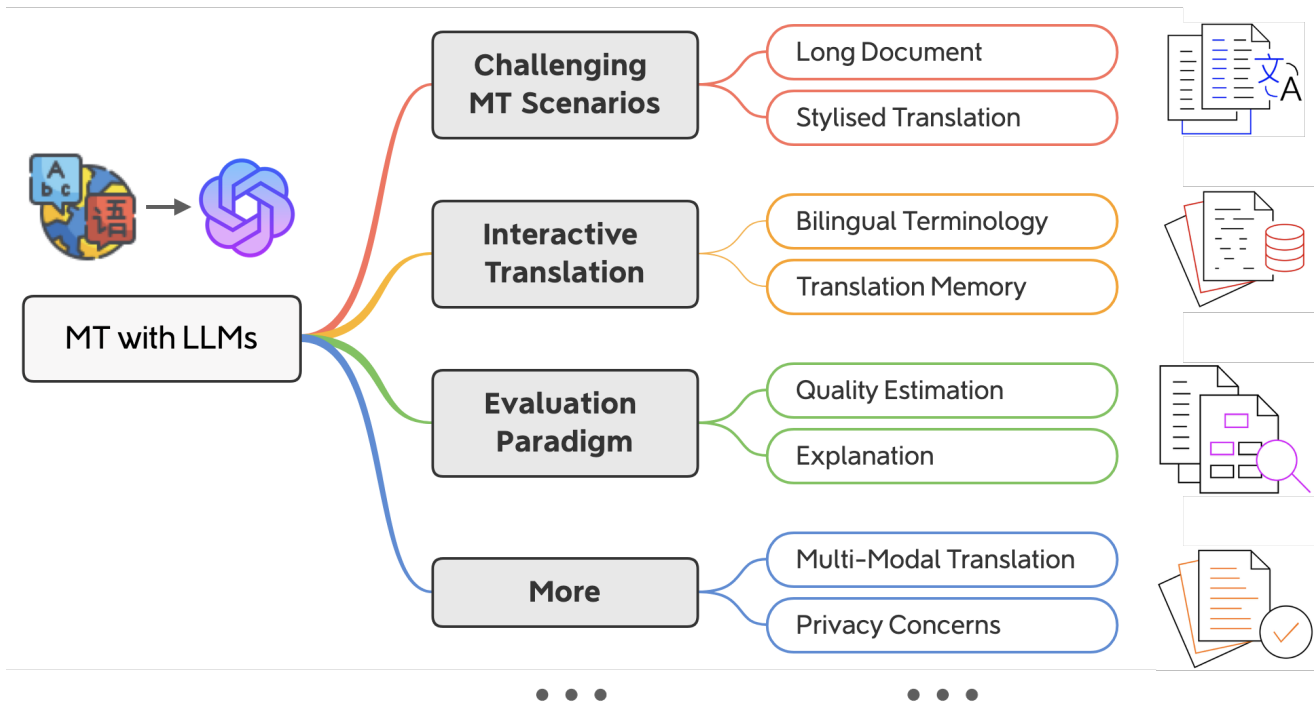 Challenging
MT Scenarios
Long Document
Stylised Translation
文
A
A
b c
语
MT with LLMs
Interactive
Translation
Bilingual Terminology
Translation Memory
Evaluation
Paradigm
Quality Estimation
Explanation
More
Multi-Modal Translation
Privacy Concerns